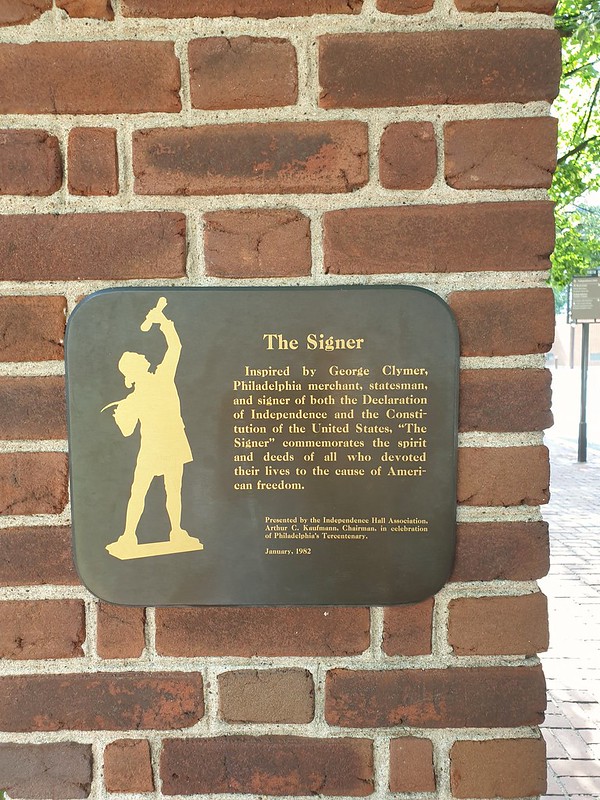 The Signer
Inspired by George Clymer,
Philadelphia merchant, statesman,
and signer of both the Declaration
of Independence and the Consti-
tution of the United States, "The
Signer" commemorates the spirit
and deeds of all who devoted
their lives to the cause of Ameri-
can freedom.
Presented by the Independence Hall Association,
Arthur C. Kaufmann, Chairman, in celebration
of Philadelphia's Tercentenary.
January, 1982